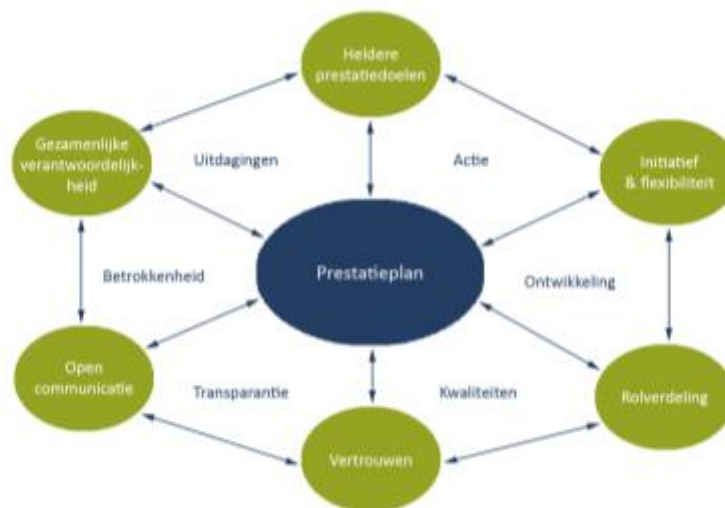 Heldere
prestatiedoelen
Gezamenlijke
verantwoordelijk-
heid
Uitdagingen
Actie
Initiatief
& flexibiliteit
Prestatieplan
Betrokkenheid
Ontwikkeling
Open
communicatie
Transparantie
Kwaliteiten
Rolverdeling
Vertrouwen